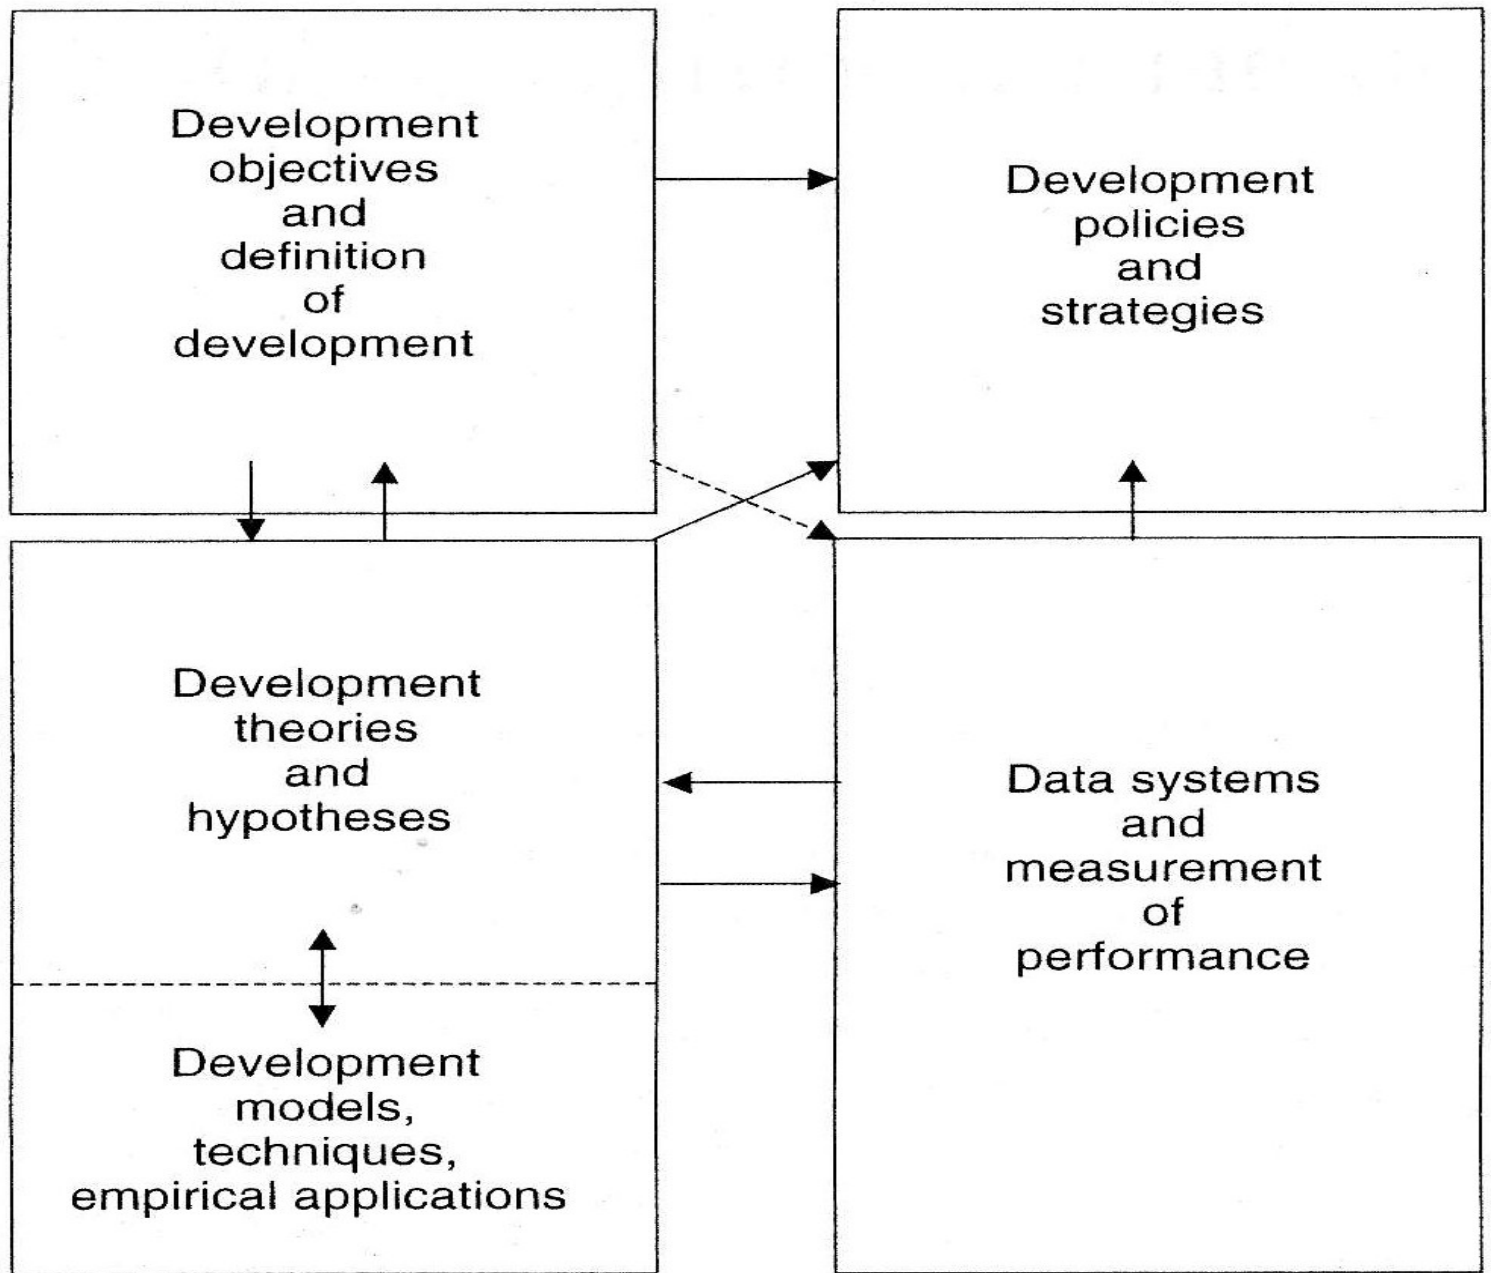 Development
objectives
and
definition
of
development
Development
policies
and
strategies
Development
theories
and
hypotheses
Data systems
and
measurement
of
performance
Development
models,
techniques,
empirical applications